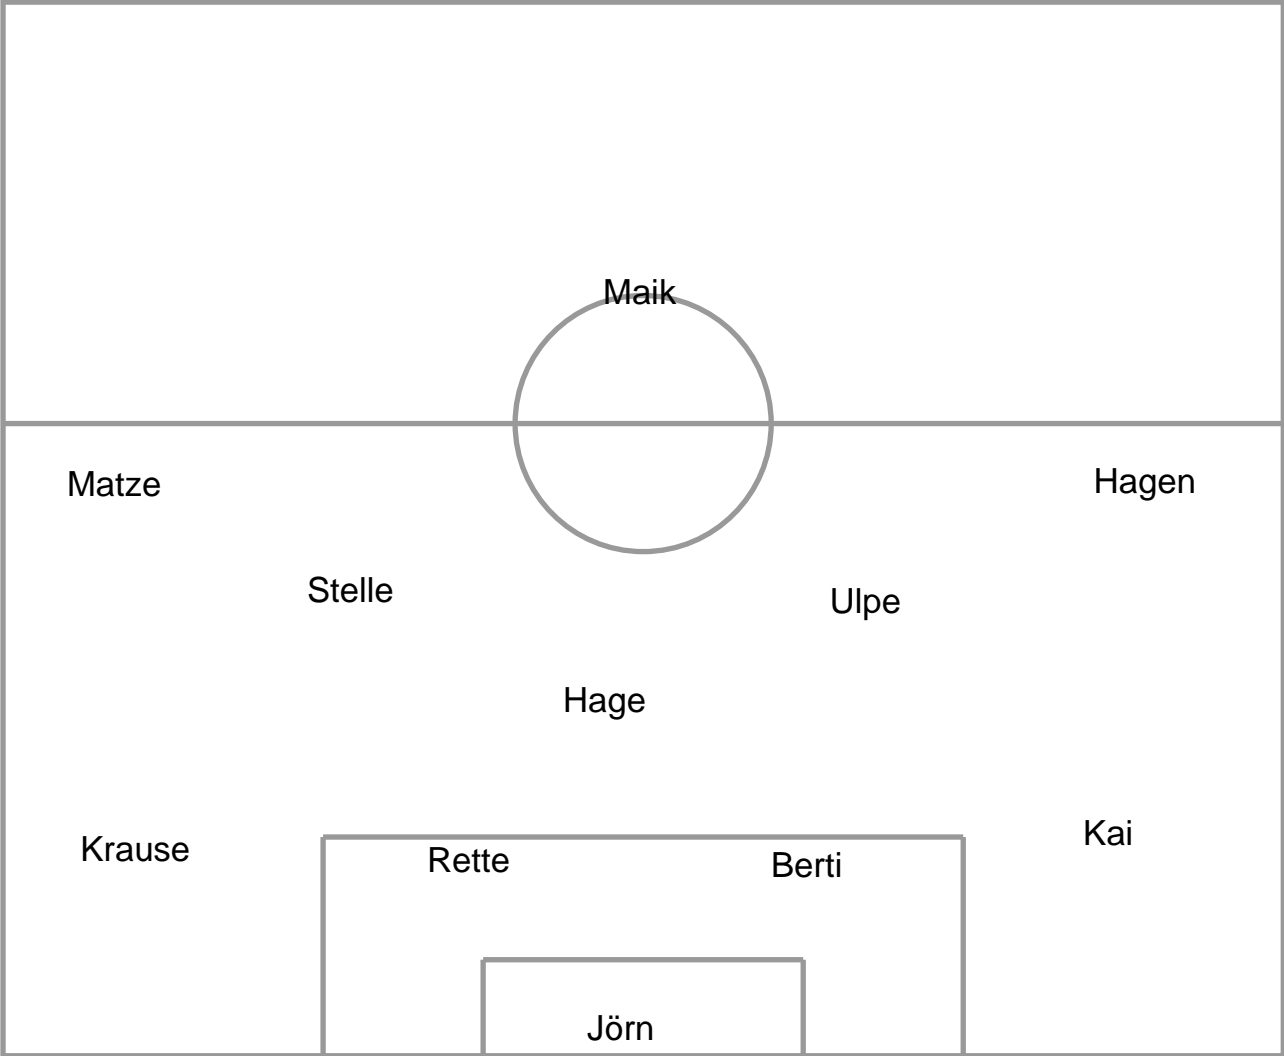 Maik
Matze
Hagen
Stelle
Ulpe
Hage
Krause
Rette
Berti
Kai
Jörn